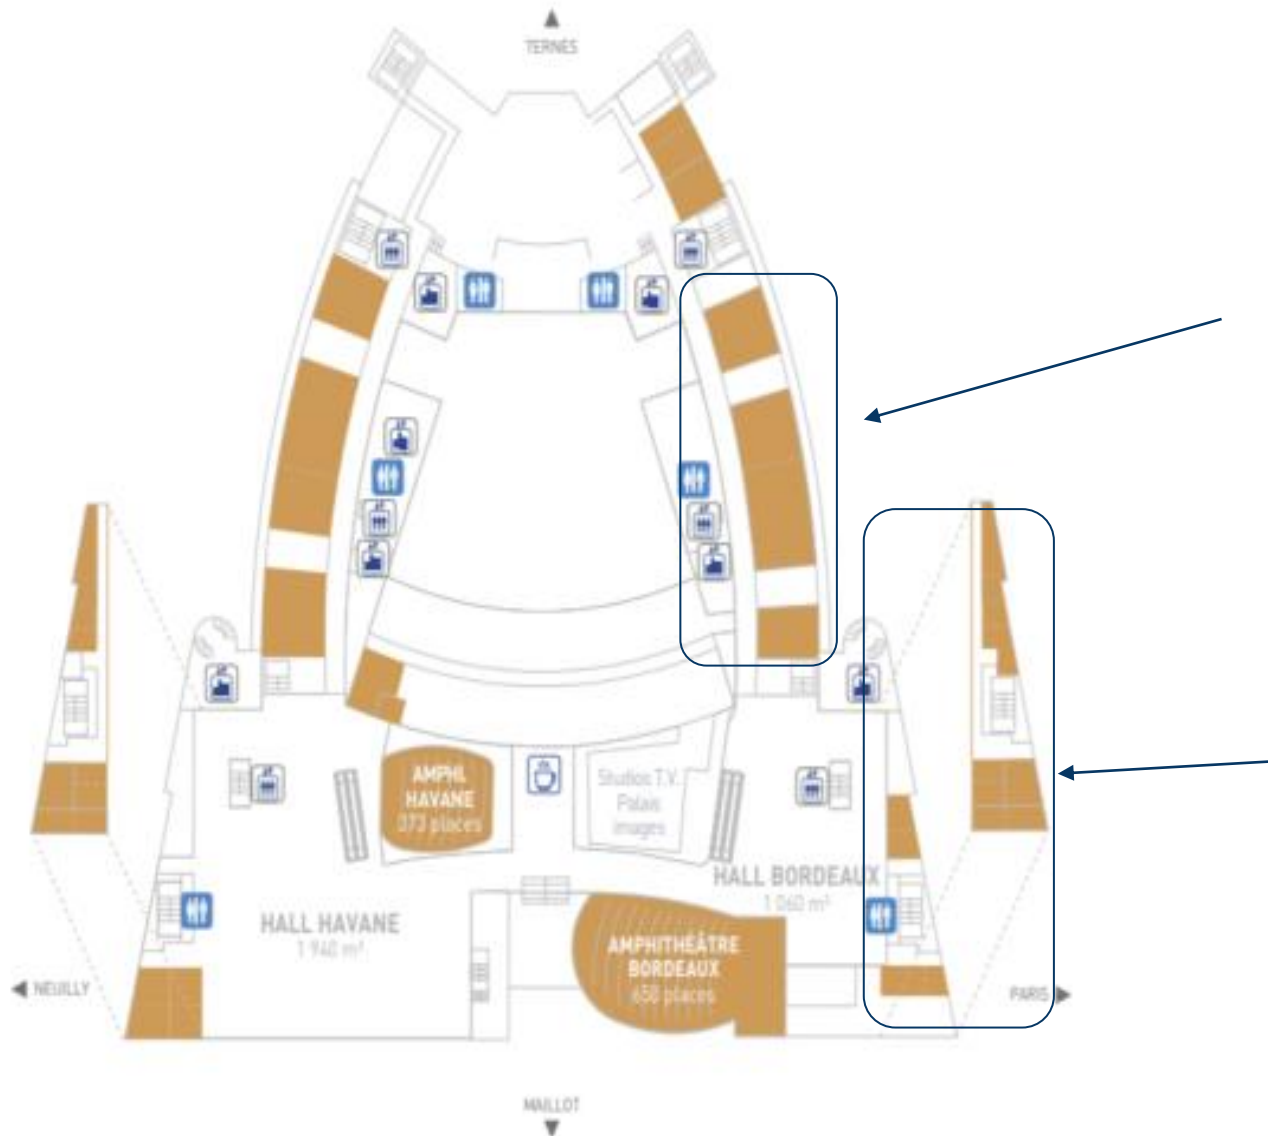 TERNES
AMPHI.
HAVANE
373 places
Studios T.V.
Palais
images
HALL BORDEAUX
1 060 m²
HALL HAVANE
1 940 m²
AMPHITHÉÂTRE
BORDEAUX
650 places
NEUILLY
PARIS
MAILLOT